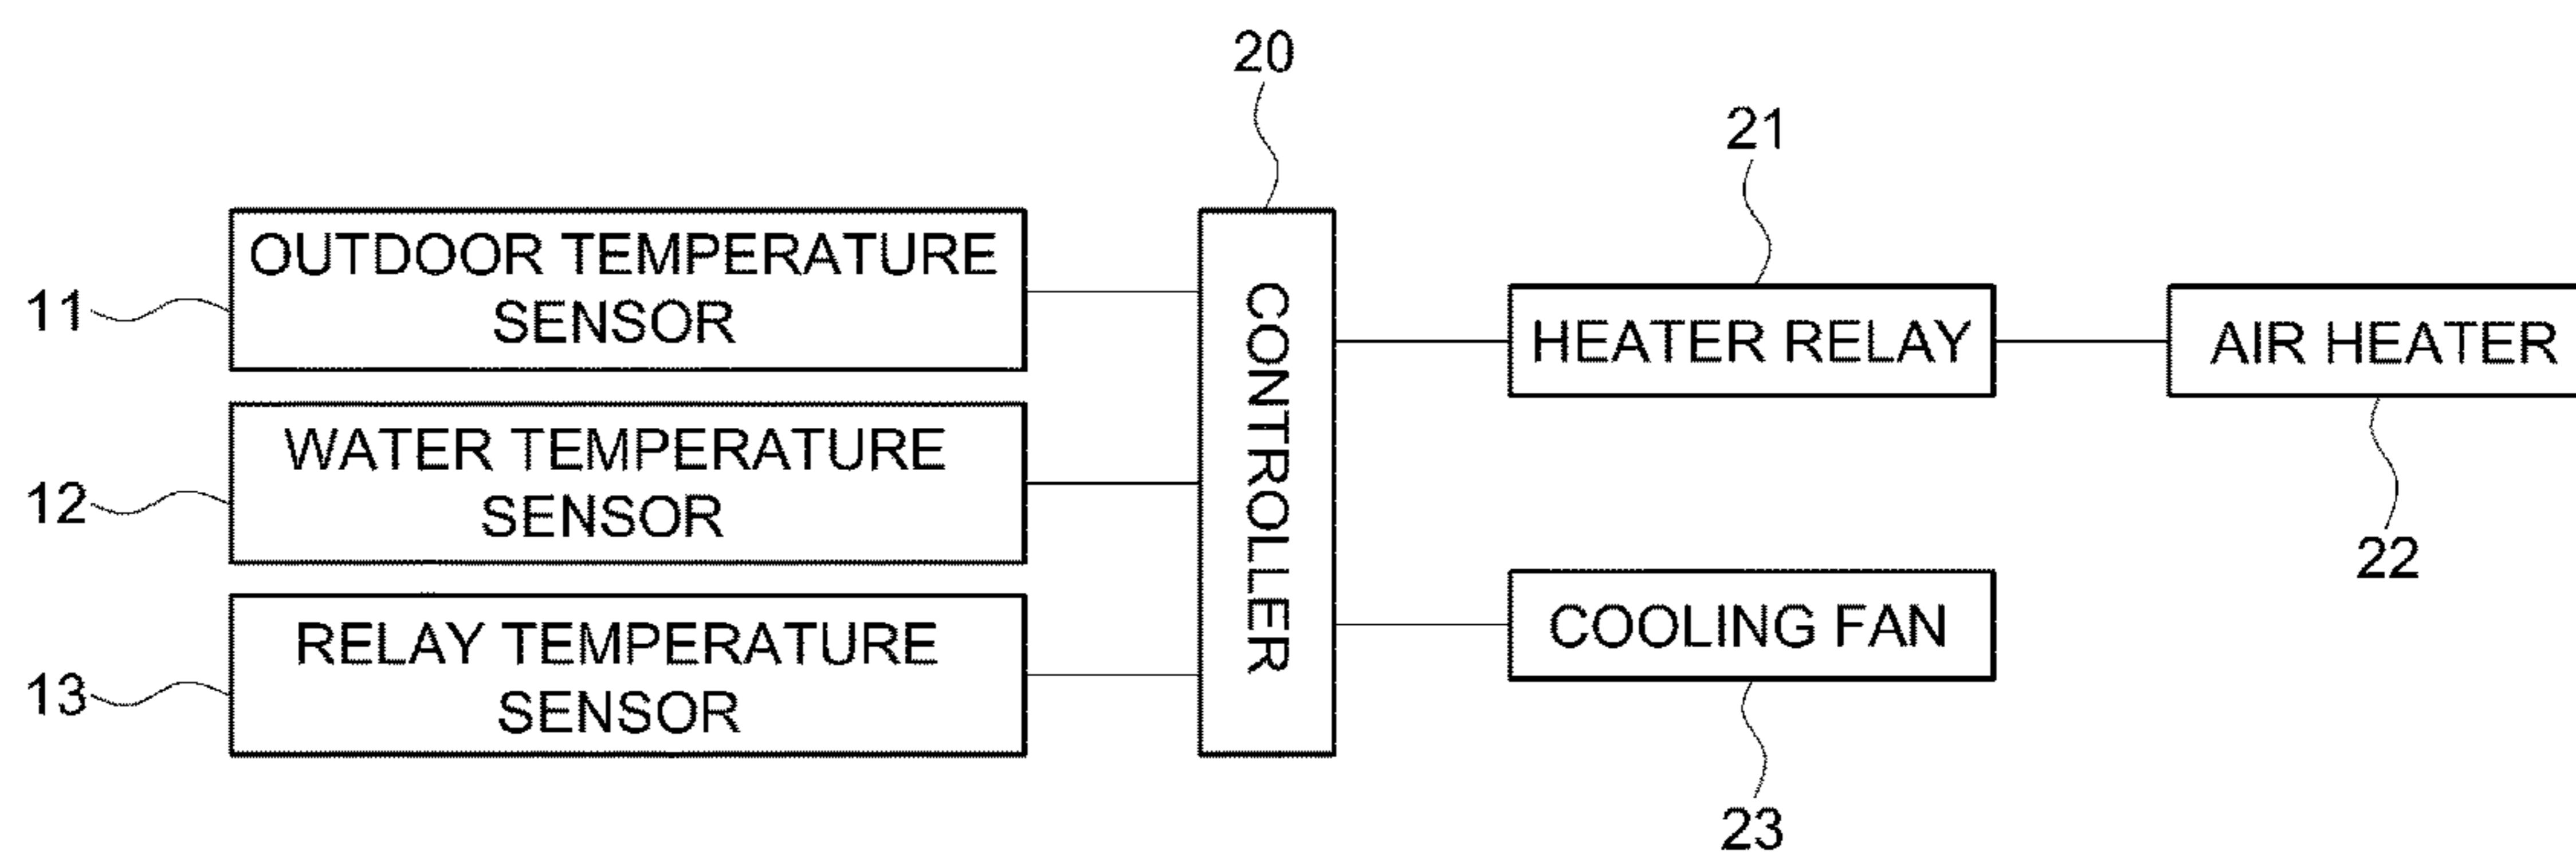 20
21
OUTDOOR TEMPERATURE
SENSOR
11
CONTROLLER
HEATER RELAY
AIR HEATER
WATER TEMPERATURE
SENSOR
12
22
RELAY TEMPERATURE
SENSOR
13
COOLING FAN
23